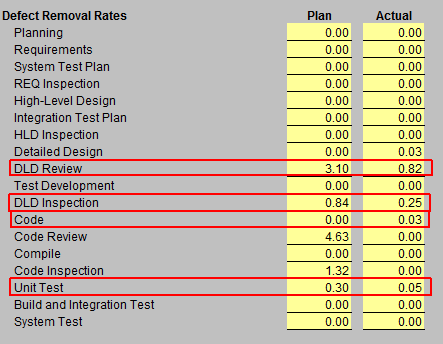 Defect Removal Rates Plan Actual
Planning 0.00 0.00
Requirements 0.00 0.00
System Test Plan 0.00 0.00
REQ Inspection 0.00 0.00
High-Level Design 0.00 0.00
Integration Test Plan 0.00 0.00
HLD Inspection 0.00 0.00
Detailed Design 0.00 0.03
DLD Review 3.10 0.82
Test Development 0.00 0.00
DLD Inspection 0.84 0.25
Code 0.00 0.03
Code Review 4.63 0.00
Compile 0.00 0.00
Code Inspection 1.32 0.00
Unit Test 0.30 0.05
Build and Integration Test 0.00 0.00
System Test 0.00 0.00